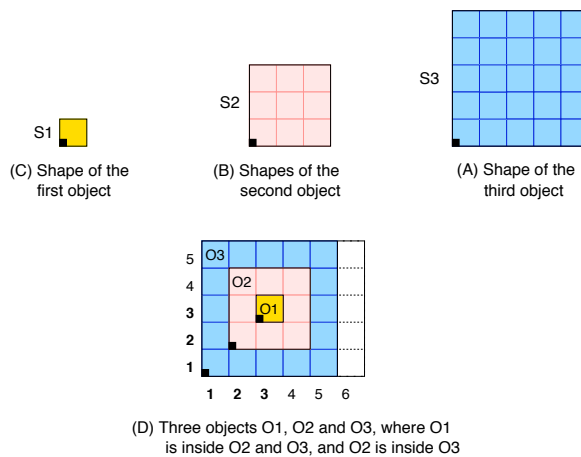 S1
(C) Shape of the
first object
S2
(B) Shapes of the
second object
S3
(A) Shape of the
third object
5 O3
4 O2
3 O1
2
1
1 2 3 4 5 6
(D) Three objects O1, O2 and O3, where O1
is inside O2 and O3, and O2 is inside O3